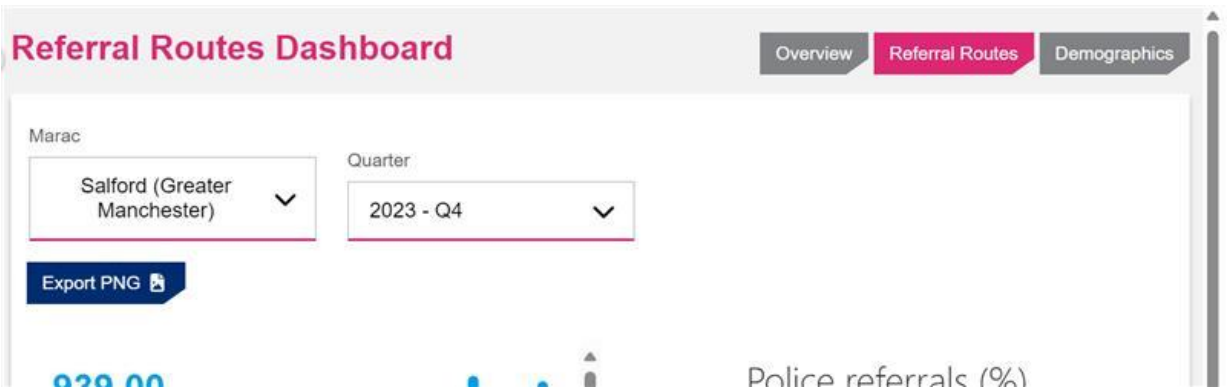 Referral Routes Dashboard
Overview
Referral Routes
Demographics
Marac
Quarter
Salford (Greater
Manchester)
2023 - Q4
Export PNG
Police referrals (%)